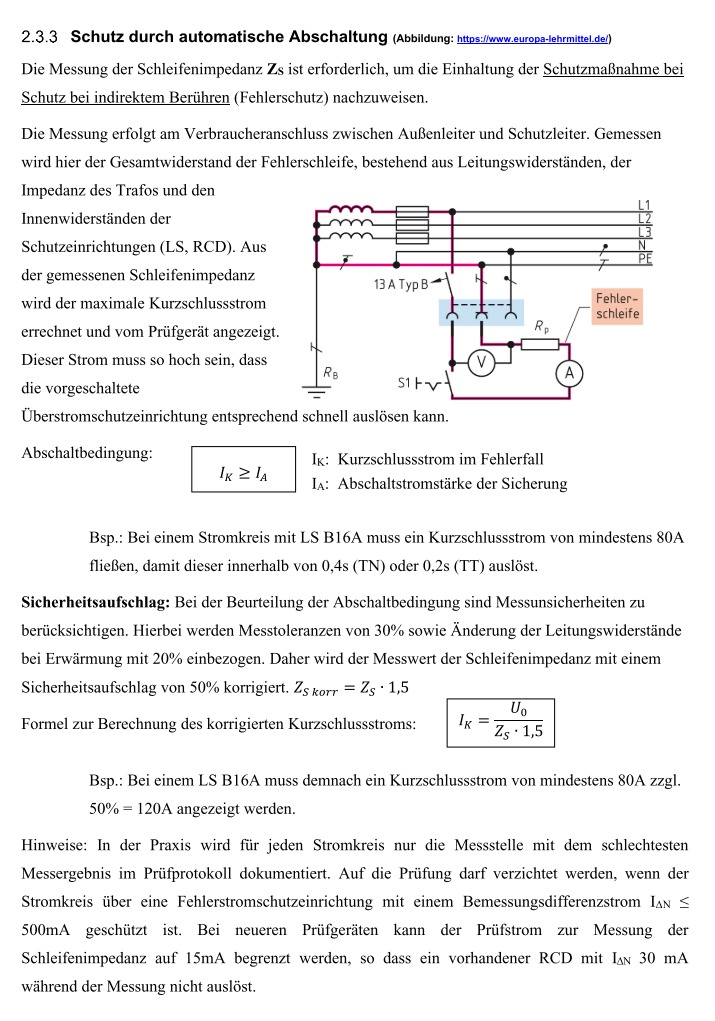 2.3.3 Schutz durch automatische Abschaltung (Abbildung: https://www.europa-lehrmittel.de/)
Die Messung der Schleifenimpedanz Zs ist erforderlich, um die Einhaltung der Schutzmaßnahme bei
Schutz bei indirektem Berühren (Fehlerschutz) nachzuweisen.
Die Messung erfolgt am Verbraucheranschluss zwischen Außenleiter und Schutzleiter. Gemessen
wird hier der Gesamtwiderstand der Fehlerschleife, bestehend aus Leitungswiderständen, der
Impedanz des Trafos und den
Innenwiderständen der
Schutzeinrichtungen (LS, RCD). Aus
der gemessenen Schleifenimpedanz
wird der maximale Kurzschlussstrom
errechnet und vom Prüfgerät angezeigt.
Dieser Strom muss so hoch sein, dass
die vorgeschaltete
Überstromschutzeinrichtung entsprechend schnell auslösen kann.
L1
L2
L3
N
PE
13 A Typ B
Fehler-
schleife
Rp
V
A
RB
S1
Abschaltbedingung:
IK ≥ IA
IK: Kurzschlussstrom im Fehlerfall
IA: Abschaltstromstärke der Sicherung
Bsp.: Bei einem Stromkreis mit LS B16A muss ein Kurzschlussstrom von mindestens 80A
fließen, damit dieser innerhalb von 0,4s (TN) oder 0,2s (TT) auslöst.
Sicherheitsaufschlag: Bei der Beurteilung der Abschaltbedingung sind Messunsicherheiten zu
berücksichtigen. Hierbei werden Messtoleranzen von 30% sowie Änderung der Leitungswiderstände
bei Erwärmung mit 20% einbezogen. Daher wird der Messwert der Schleifenimpedanz mit einem
Sicherheitsaufschlag von 50% korrigiert. ZS korr = ZS · 1,5
Formel zur Berechnung des korrigierten Kurzschlussstroms:
IK = U0 / ZS · 1,5
Bsp.: Bei einem LS B16A muss demnach ein Kurzschlussstrom von mindestens 80A zzgl.
50% = 120A angezeigt werden.
Hinweise: In der Praxis wird für jeden Stromkreis nur die Messstelle mit dem schlechtesten
Messergebnis im Prüfprotokoll dokumentiert. Auf die Prüfung darf verzichtet werden, wenn der
Stromkreis über eine Fehlerstromschutzeinrichtung mit einem Bemessungsdifferenzstrom IΔN ≤
500mA geschützt ist. Bei neueren Prüfgeräten kann der Prüfstrom zur Messung der
Schleifenimpedanz auf 15mA begrenzt werden, so dass ein vorhandener RCD mit IΔN 30 mA
während der Messung nicht auslöst.